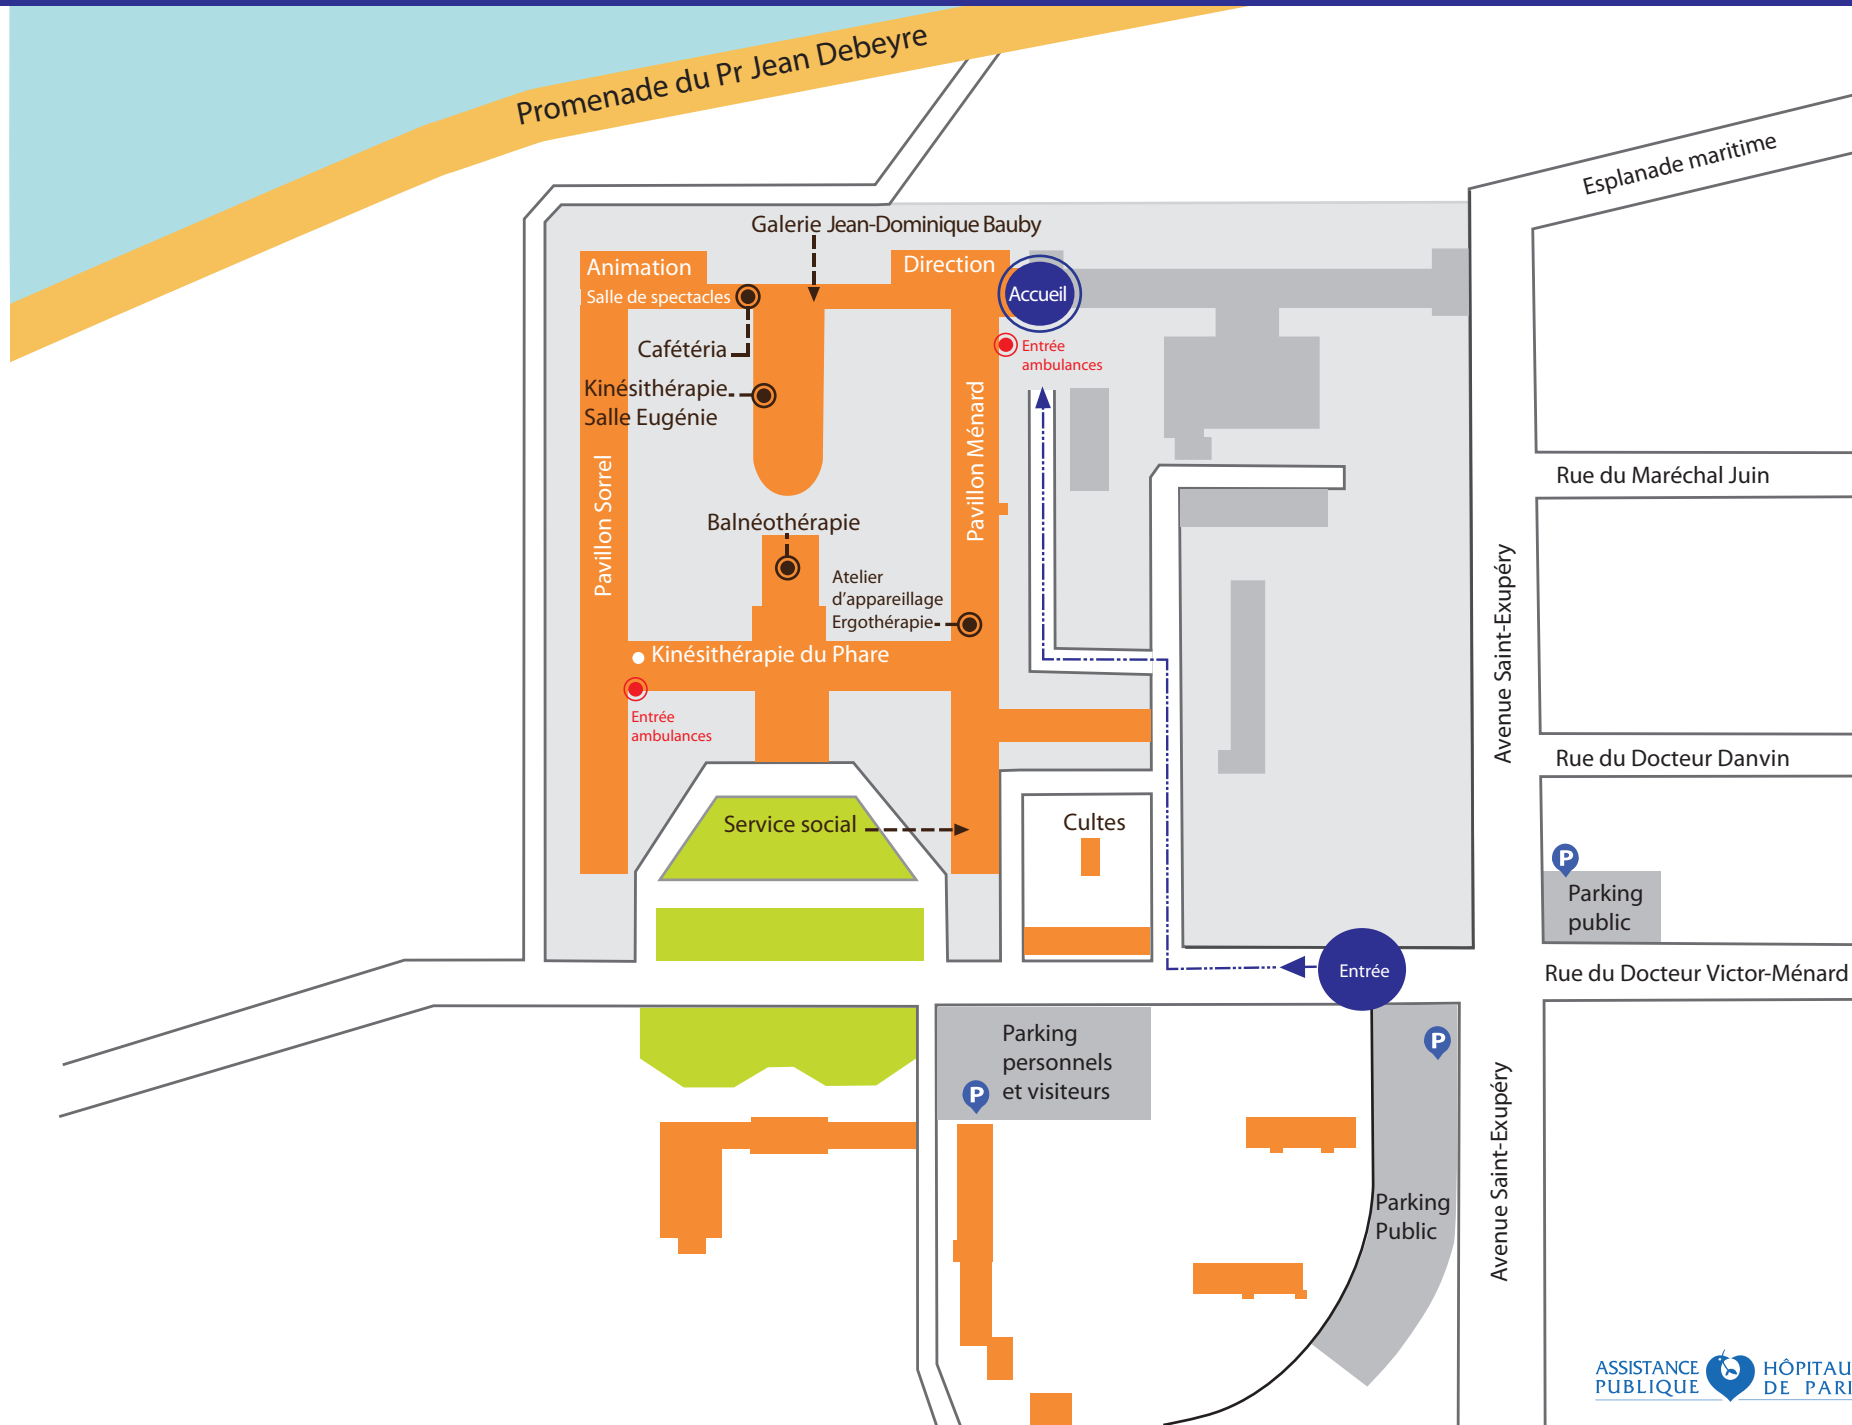 Promenade du Pr Jean Debeyre
Esplanade maritime
Galerie Jean-Dominique Bauby
Animation
Direction
Salle de spectacles
Accueil
Cafétéria
Entrée
ambulances
Kinésithérapie
Salle Eugénie
Pavillon Sorrel
Pavillon Ménard
Rue du Maréchal Juin
Balnéothérapie
Atelier
d'appareillage
Ergothérapie
Kinésithérapie du Phare
Entrée
ambulances
Avenue Saint-Exupéry
Rue du Docteur Danvin
Service social
Cultes
P
Parking
public
Entrée
Rue du Docteur Victor-Ménard
Parking
personnels
et visiteurs
P
P
Parking
Public
Avenue Saint-Exupéry
ASSISTANCE
PUBLIQUE
HÔPITAU
DE PARI